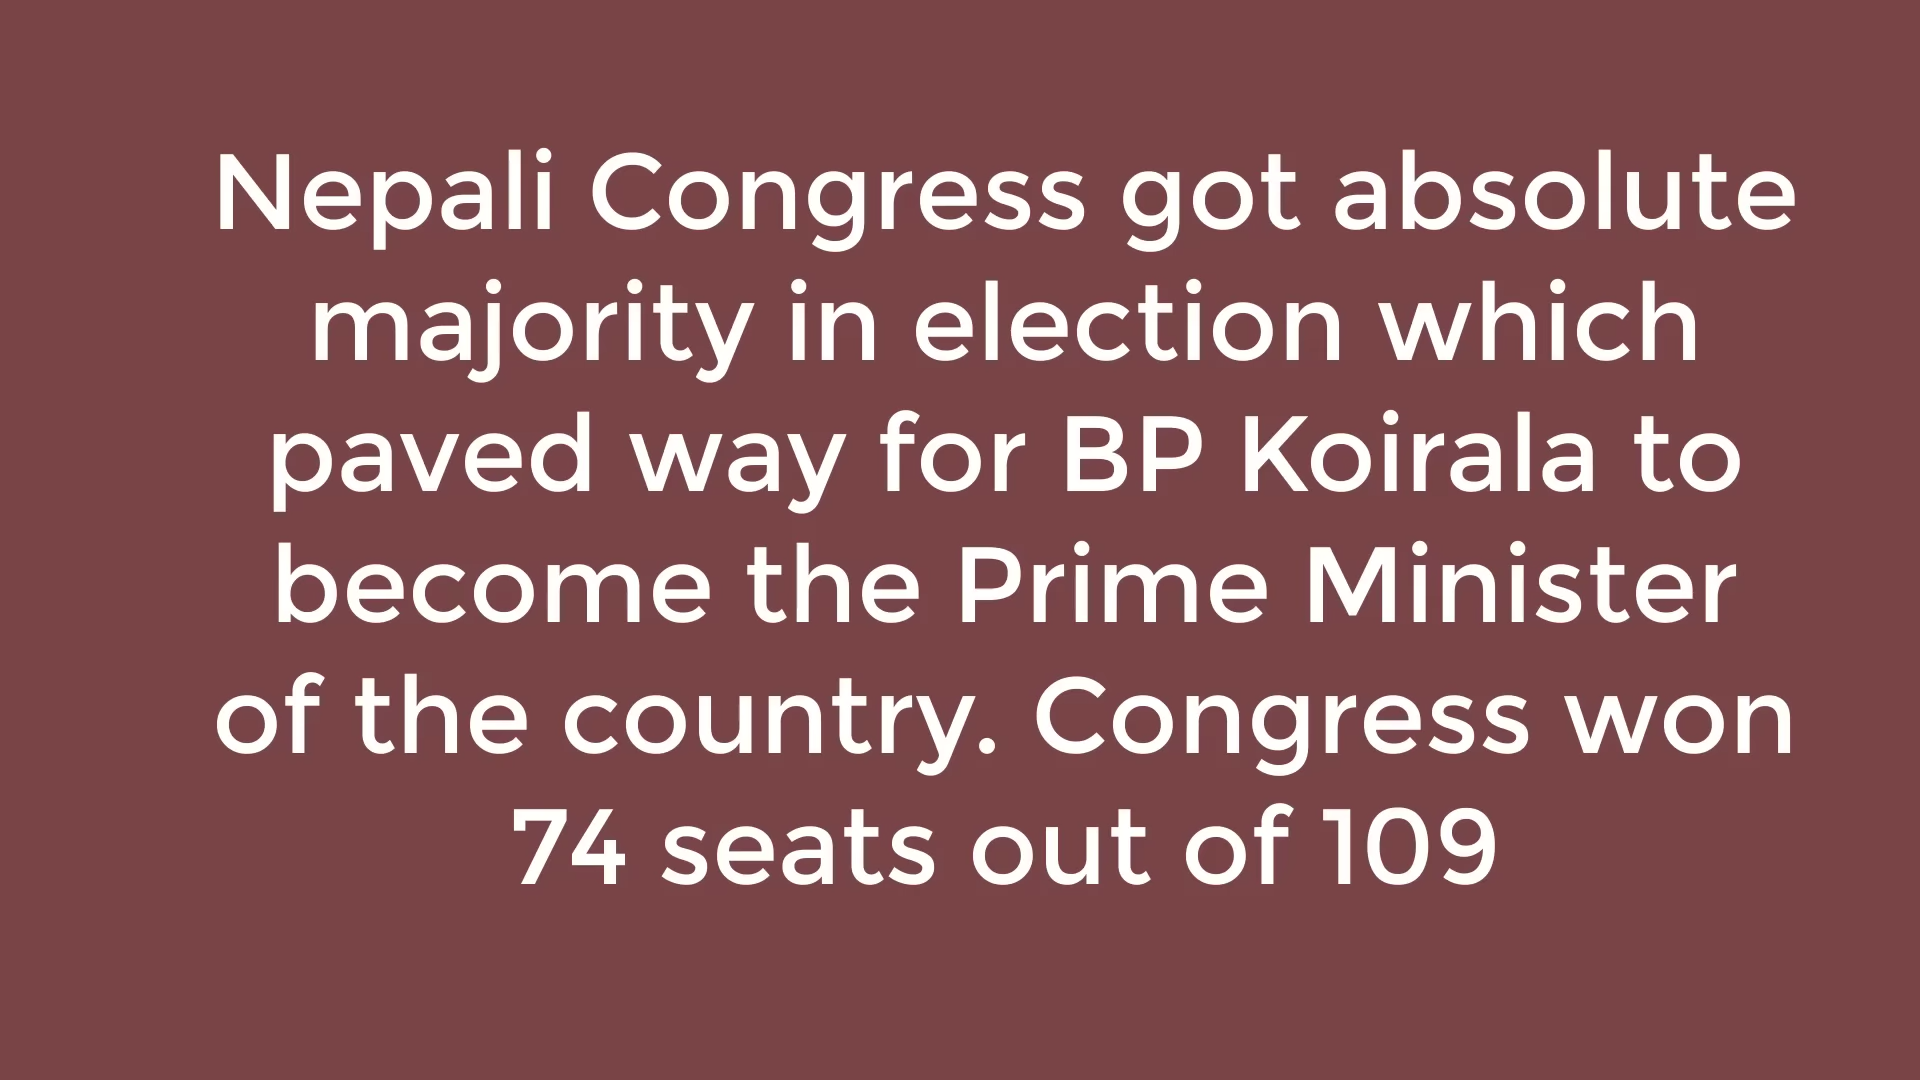 Nepali Congress got absolute
majority in election which
paved way for BP Koirala to
become the Prime Minister
of the country. Congress won
74 seats out of 109